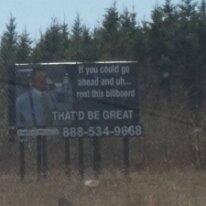 If you could go
ahead and uh...
rent this billboard
THAT'D BE GREAT
888-534-9668